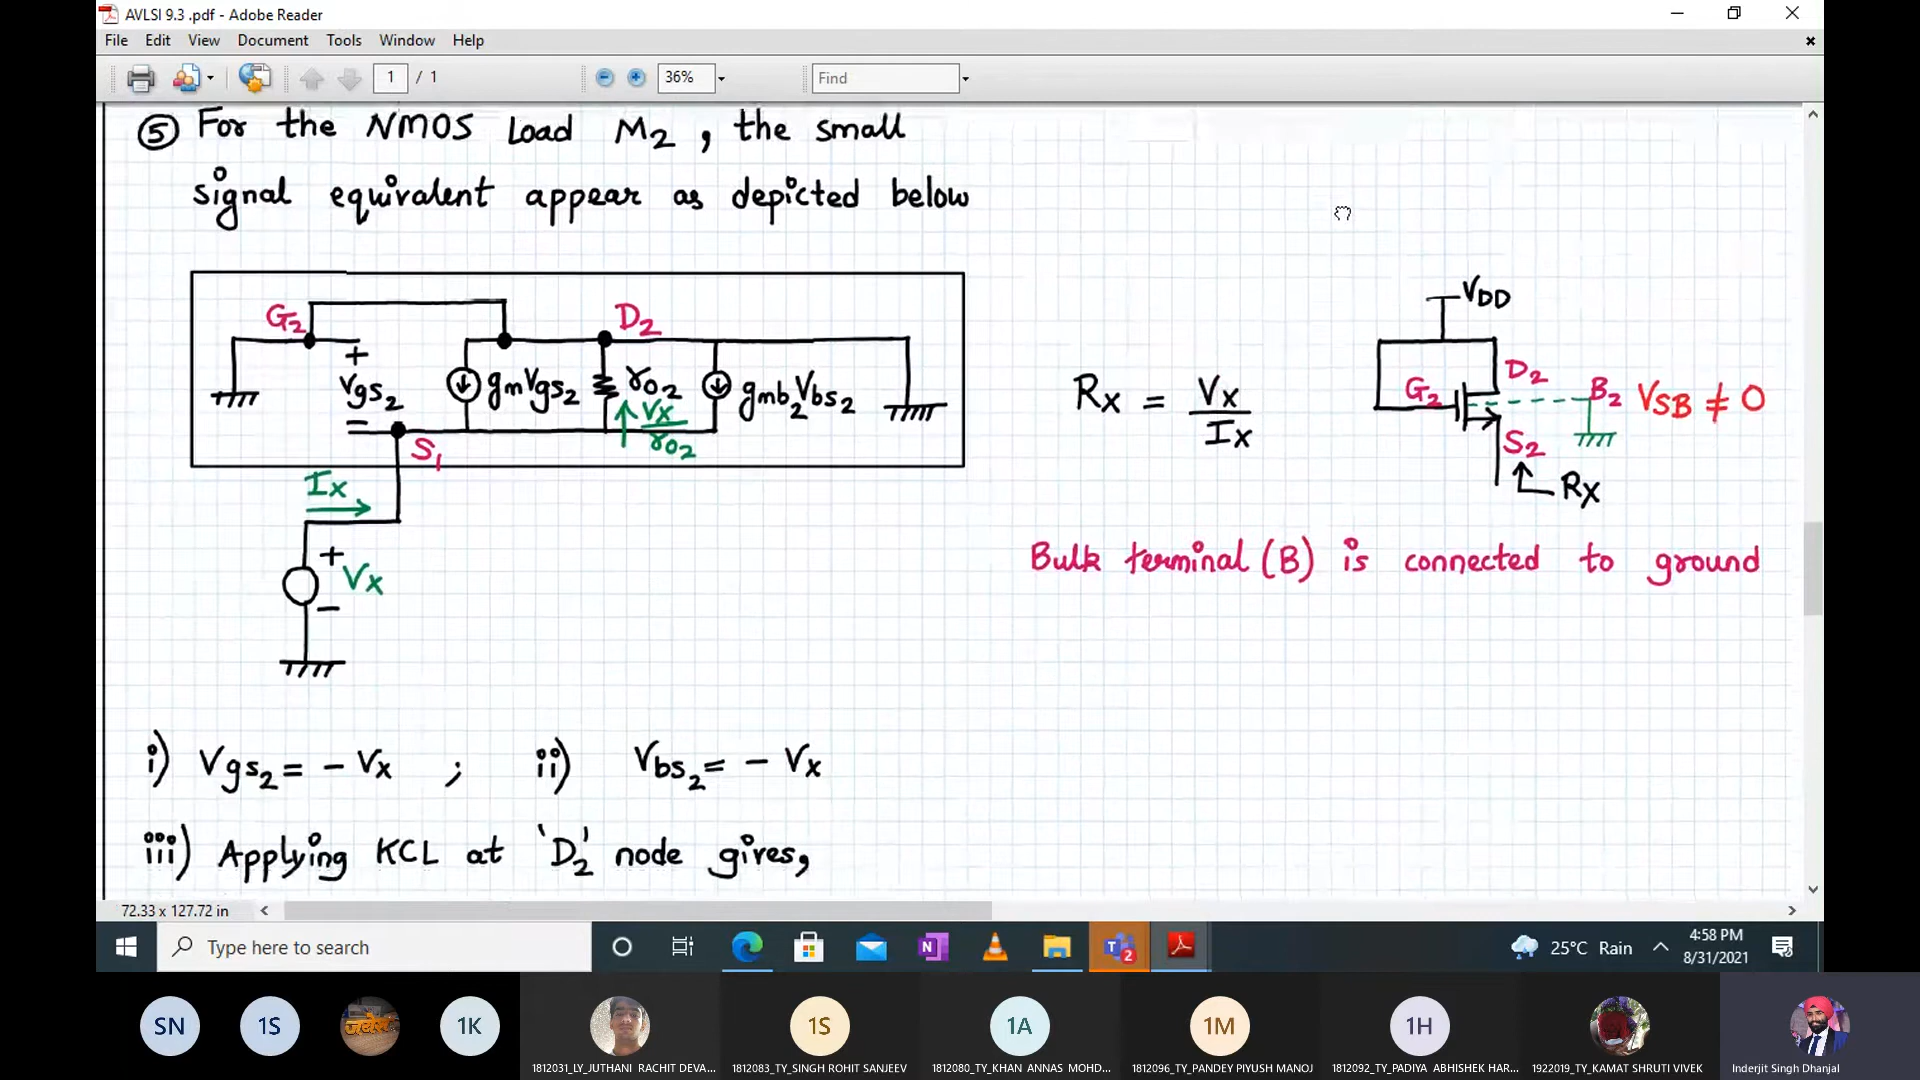 AVLSI 9.3 .pdf - Adobe Reader
File Edit View Document Tools Window Help
1 / 1 36% Find
⑤ For the NMOS Load M2 , the small
signal equivalent appear as depicted below
G2
D2
+
Vgs2
-
gmVgs2
ro2
gmb2Vbs2
Vx
ro2
S1
Ix
+
Vx
-
Rx = Vx
Ix
VDD
D2
G2
B2 VSB ≠ 0
S2
Rx
Bulk terminal (B) is connected to ground
i) Vgs2 = - Vx ; ii) Vbs2 = - Vx
iii) Applying KCL at 'D2' node gives,
72.33 x 127.72 in
Type here to search
N
T 2
25°C Rain
4:58 PM
8/31/2021
SN
1S
जयस्तु
1K
1S
1A
1M
1H
1812031_LY_JUTHANI RACHIT DEVA...
1812083_TY_SINGH ROHIT SANJEEV
1812080_TY_KHAN ANNAS MOHD...
1812096_TY_PANDEY PIYUSH MANOJ
1812092_TY_PADIYA ABHISHEK HAR...
1922019_TY_KAMAT SHRUTI VIVEK
Inderjit Singh Dhanjal